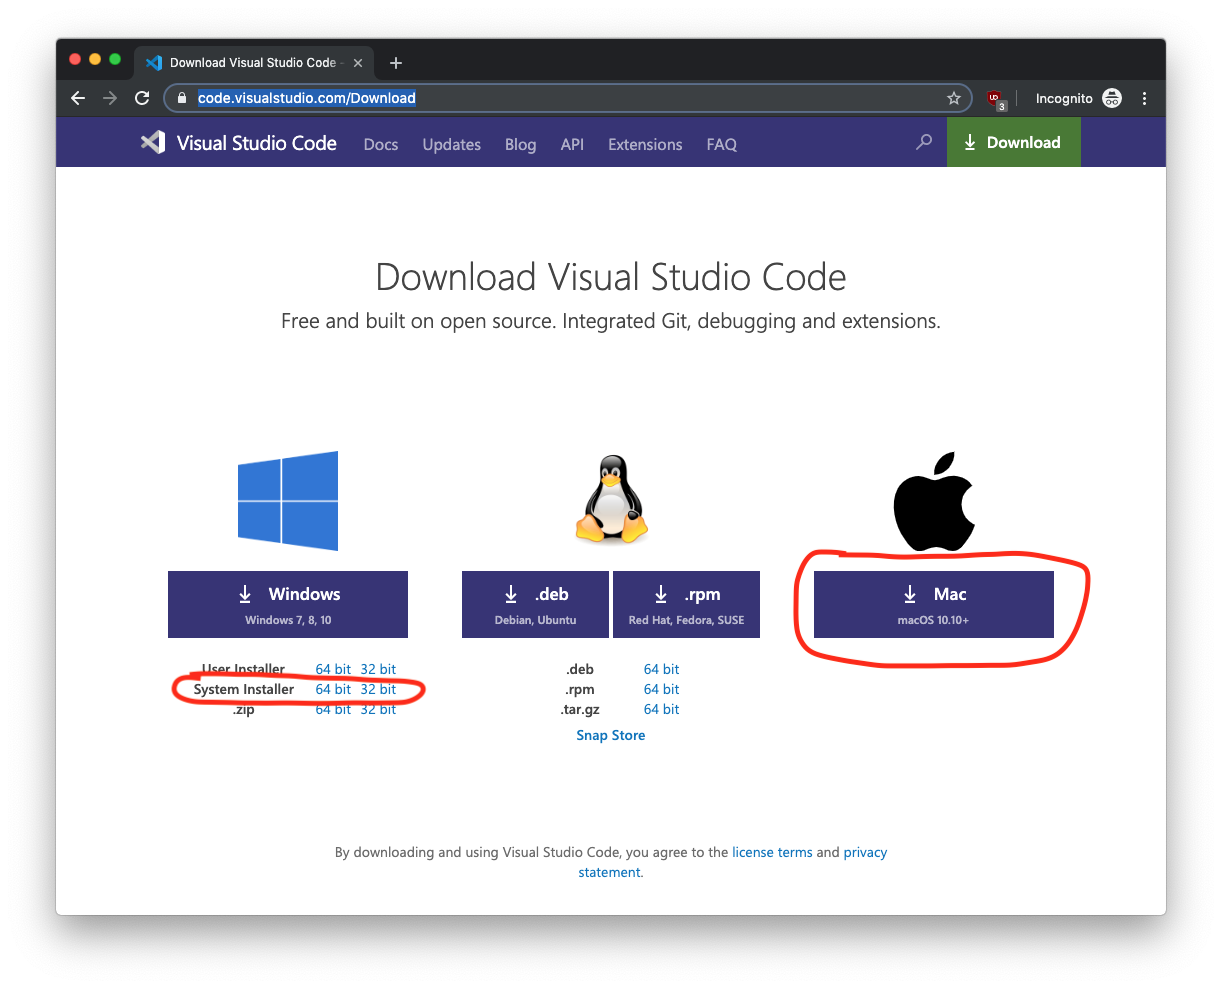 Download Visual Studio Code -
code.visualstudio.com/Download
UD
3
Incognito
Visual Studio Code Docs Updates Blog API Extensions FAQ Download
Download Visual Studio Code
Free and built on open source. Integrated Git, debugging and extensions.
Windows
Windows 7, 8, 10
User Installer 64 bit 32 bit
System Installer 64 bit 32 bit
.zip 64 bit 32 bit
.deb
Debian, Ubuntu
.rpm
Red Hat, Fedora, SUSE
.deb 64 bit
.rpm 64 bit
.tar.gz 64 bit
Snap Store
Mac
macOS 10.10+
By downloading and using Visual Studio Code, you agree to the license terms and privacy
statement.